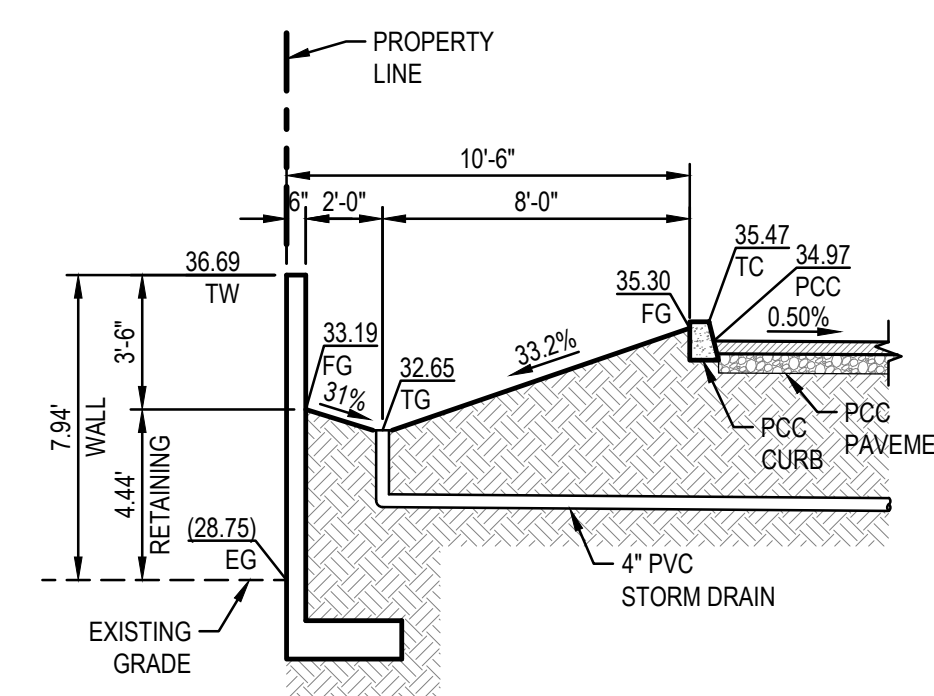 PROPERTY
LINE
10'-6"
6"
2'-0"
8'-0"
36.69
TW
35.47
TC
34.97
PCC
35.30
FG
0.50%
3'-6"
33.19
FG
31%
32.65
TG
33.2%
7.94'
WALL
4.44'
RETAINING
(28.75)
EG
PCC
CURB
PCC
PAVEME
4" PVC
STORM DRAIN
EXISTING
GRADE